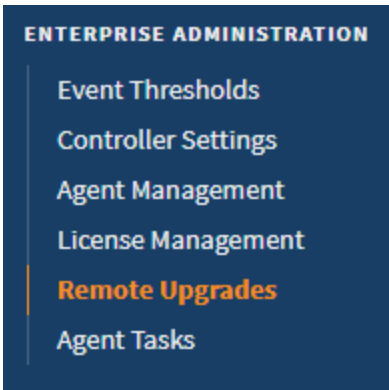 ENTERPRISE ADMINISTRATION
Event Thresholds
Controller Settings
Agent Management
License Management
Remote Upgrades
Agent Tasks